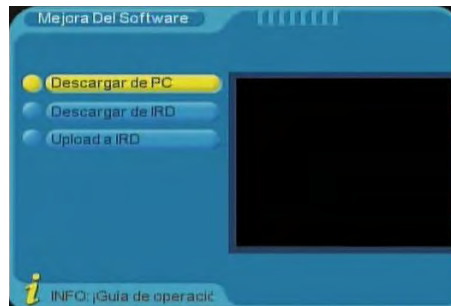 Mejora Del Software
Descargar de PC
Descargar de IRD
Upload a IRD
i INFO: ¡Guía de operació